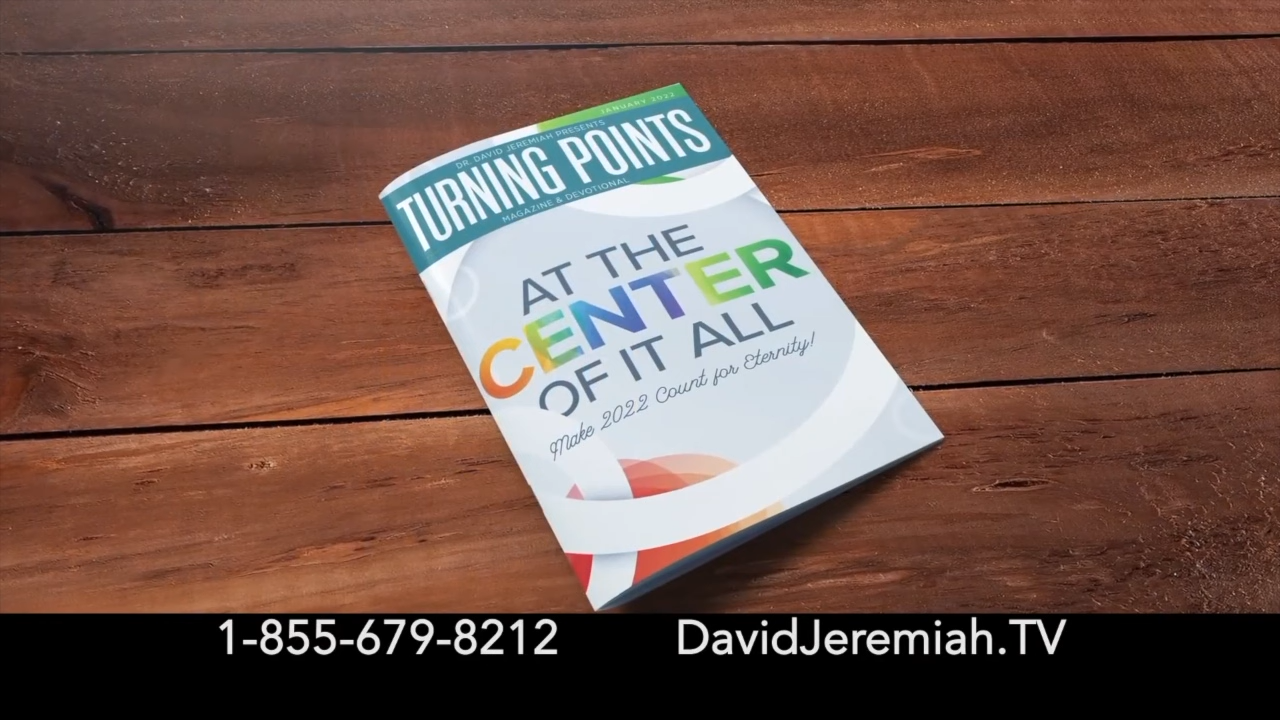 JANUARY 2022
DR. DAVID JEREMIAH PRESENTS
TURNING POINTS
MAGAZINE & DEVOTIONAL
AT THE
CENTER
OF IT ALL
Make 2022 Count for Eternity!
1-855-679-8212
DavidJeremiah.TV